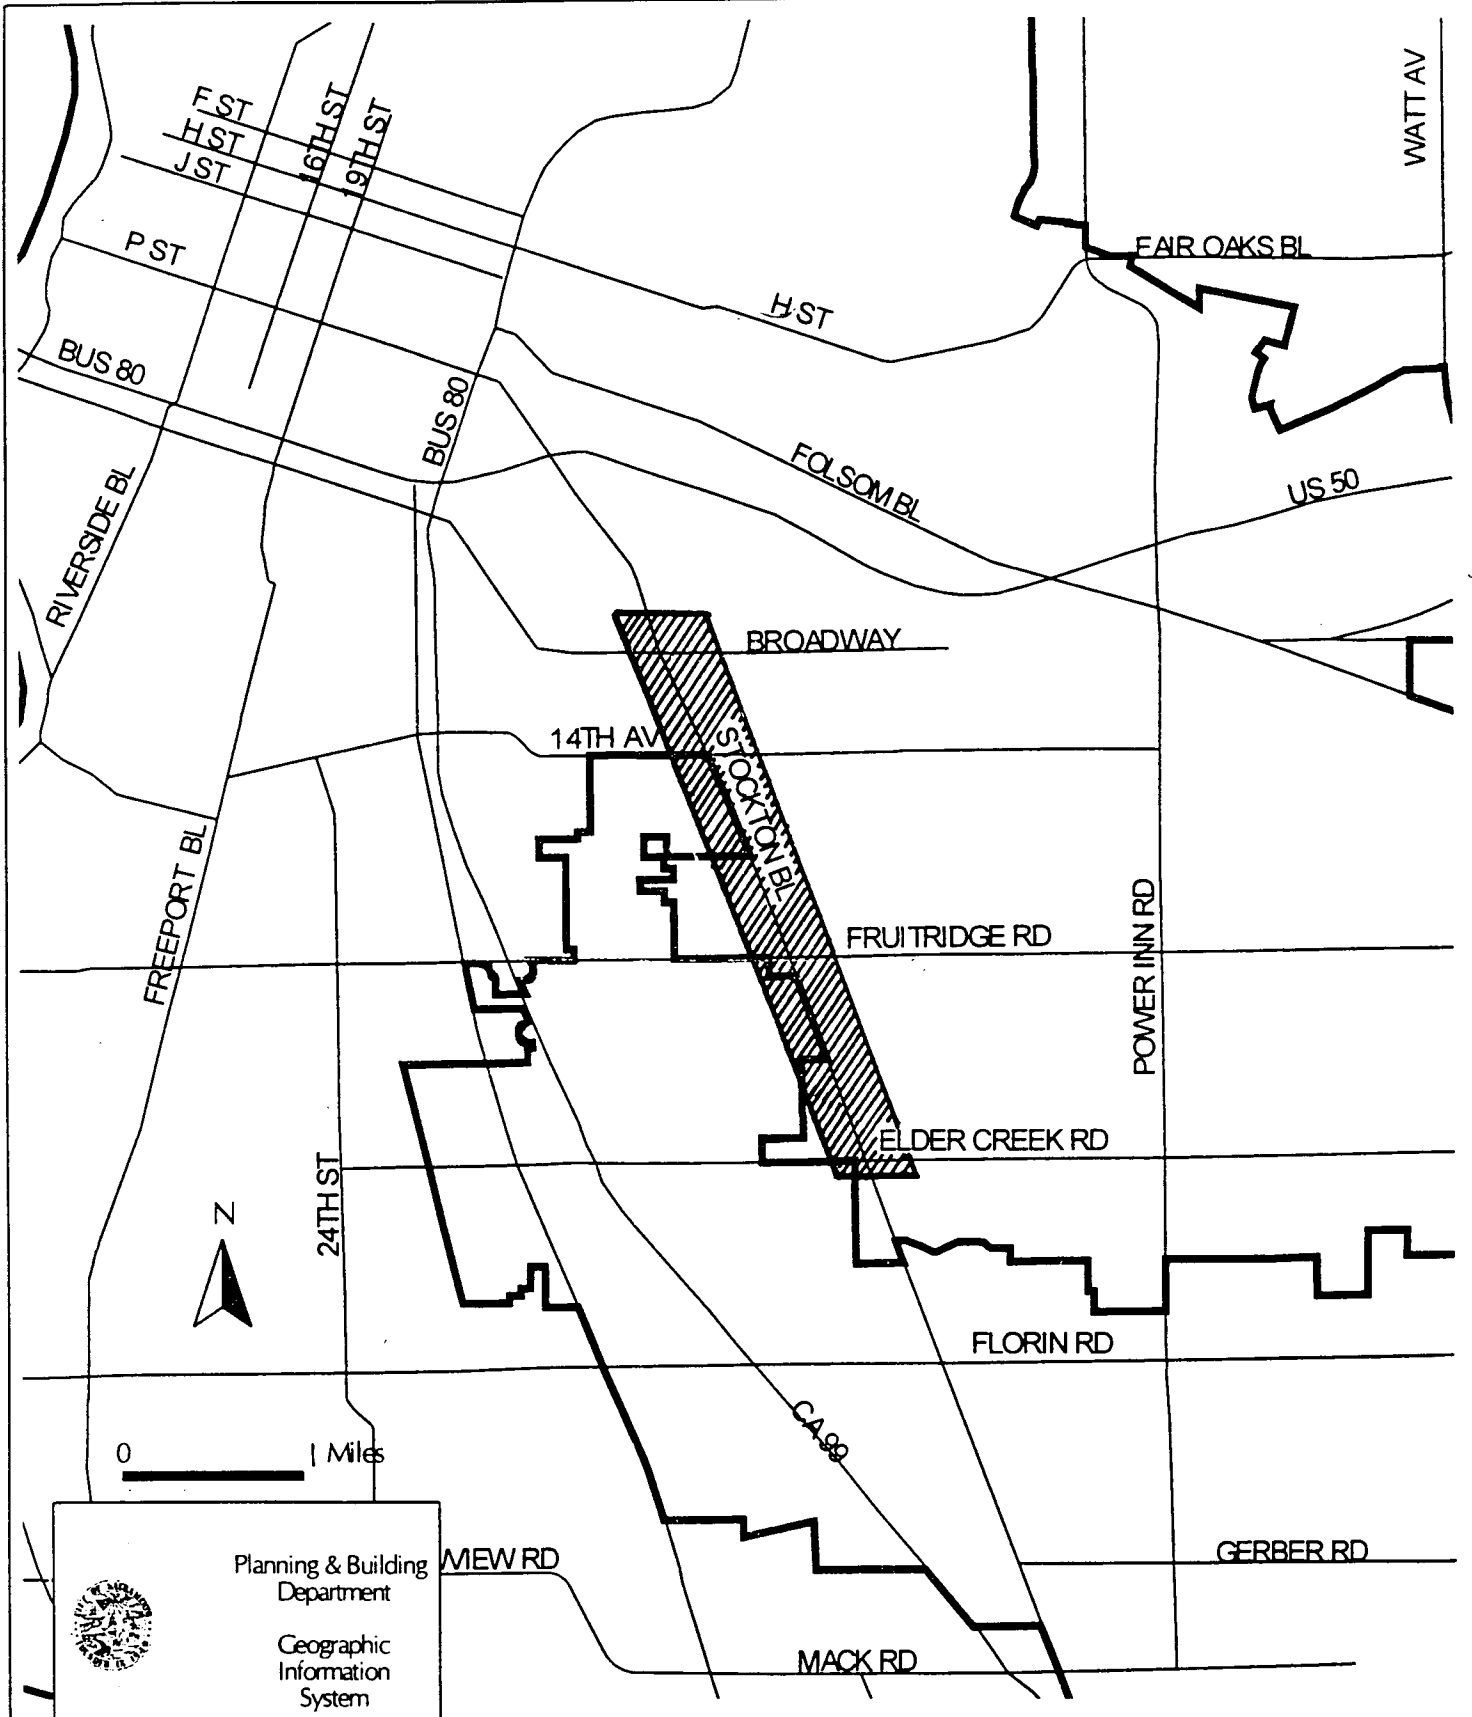 WATT AV
F ST
H ST
J ST
16TH ST
19TH ST
P ST
FAIR OAKS BL
H ST
BUS 80
BUS 80
FOLSOM BL
US 50
RIVERSIDE BL
BROADWAY
14TH AV
STOCKTON BL
FREEPORT BL
FRUITRIDGE RD
POWER INN RD
ELDER CREEK RD
24TH ST
N
FLORIN RD
CA 99
0 1 Miles
Planning & Building
Department
VIEW RD
GERBER RD
Geographic
Information
System
MACK RD